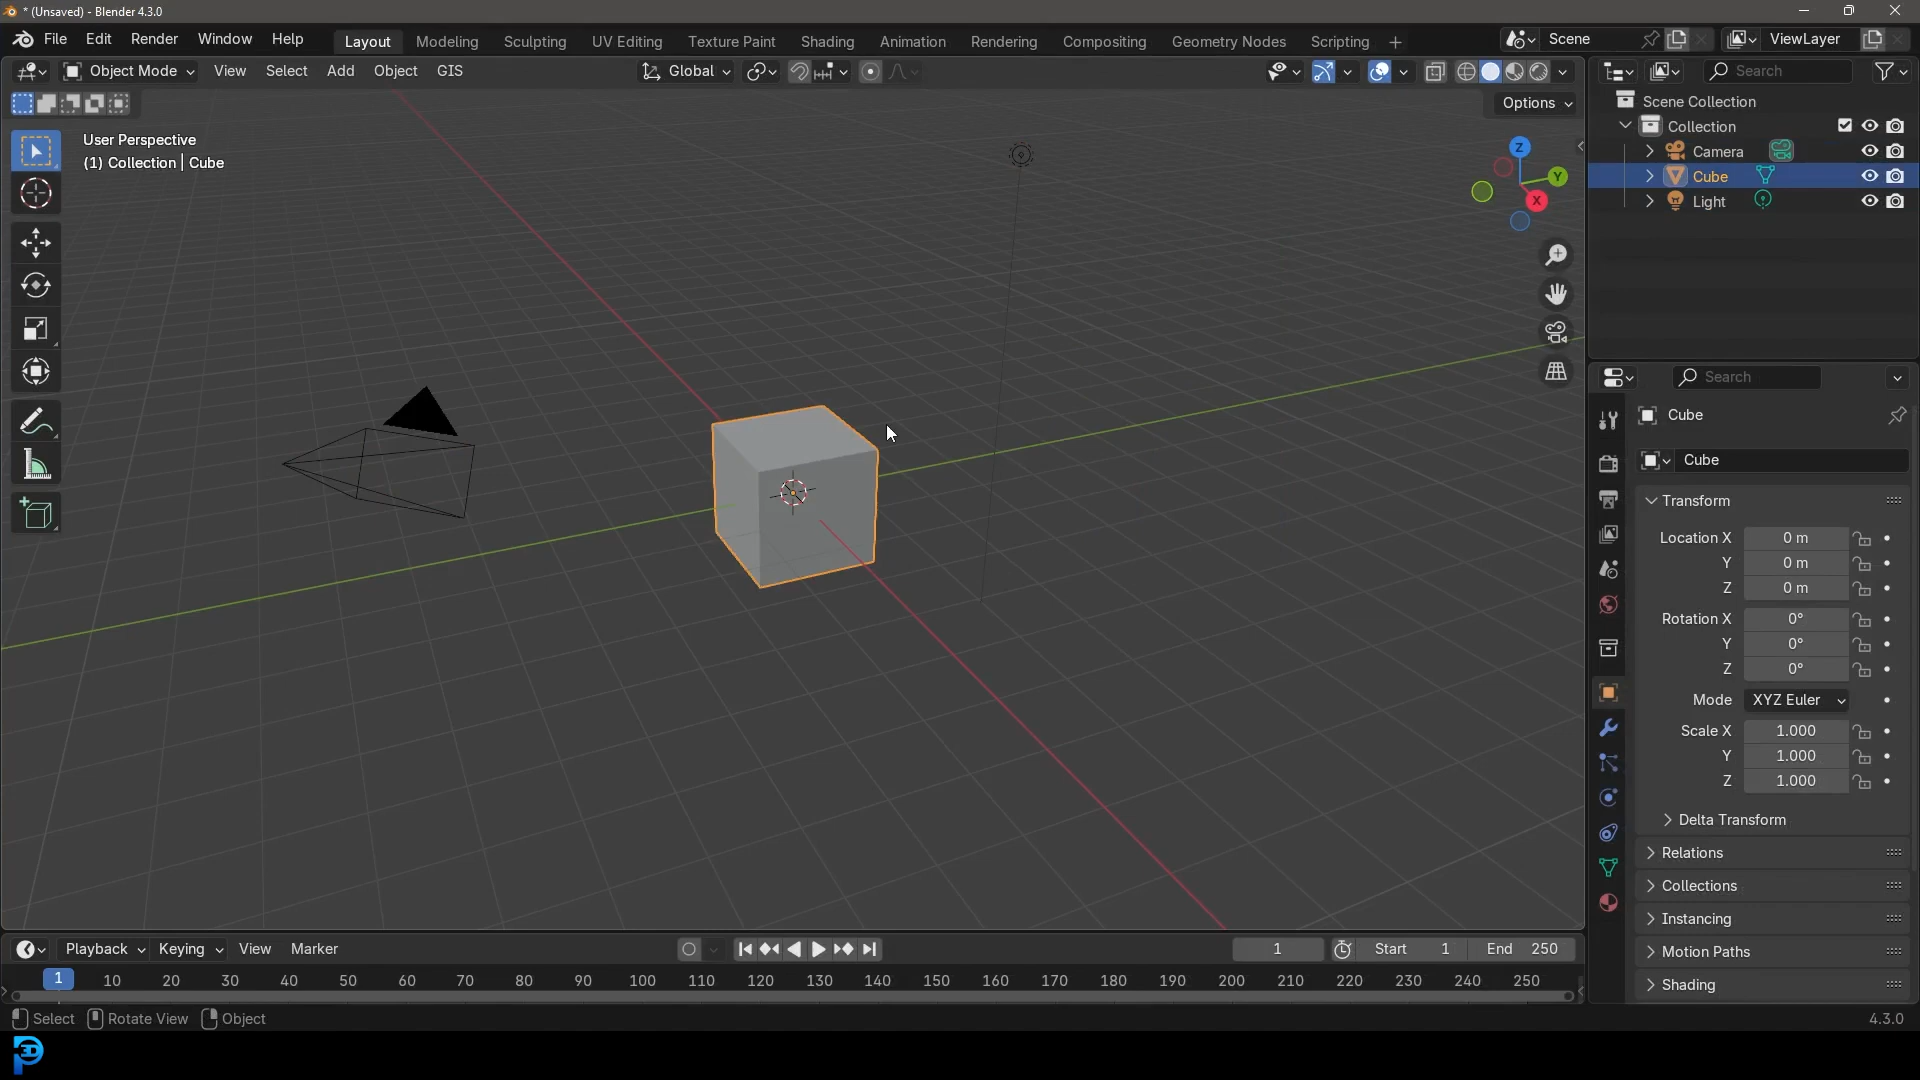 * (Unsaved) - Blender 4.3.0
File Edit Render Window Help Layout Modeling Sculpting UV Editing Texture Paint Shading Animation Rendering Compositing Geometry Nodes Scripting + Scene ViewLayer
Object Mode View Select Add Object GIS Global Search
Options
User Perspective
(1) Collection | Cube
Z
Y
X
Scene Collection
Collection
Camera
Cube
Light
Search
Cube
Cube
Transform
Location X 0 m
Y 0 m
Z 0 m
Rotation X 0°
Y 0°
Z 0°
Mode XYZ Euler
Scale X 1.000
Y 1.000
Z 1.000
Delta Transform
Relations
Collections
Instancing
Motion Paths
Shading
Playback Keying View Marker 1 Start 1 End 250
1 10 20 30 40 50 60 70 80 90 100 110 120 130 140 150 160 170 180 190 200 210 220 230 240 250
Select Rotate View Object 4.3.0